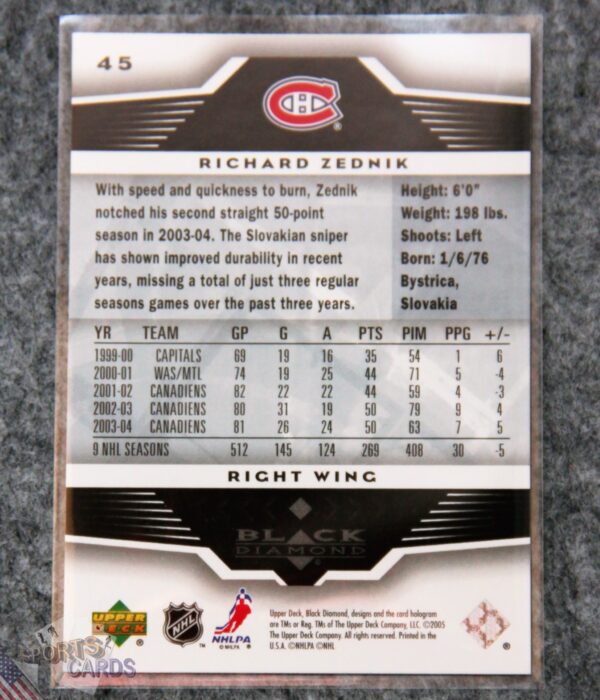 45
RICHARD ZEDNIK
With speed and quickness to burn, Zednik
notched his second straight 50-point
season in 2003-04. The Slovakian sniper
has shown improved durability in recent
years, missing a total of just three regular
seasons games over the past three years.
Height: 6'0"
Weight: 198 lbs.
Shoots: Left
Born: 1/6/76
Bystrica,
Slovakia
YR TEAM GP G A PTS PIM PPG +/-
1999-00 CAPITALS 69 19 16 35 54 1 6
2000-01 WAS/MTL 74 19 25 44 71 5 -4
2001-02 CANADIENS 82 22 22 44 59 4 -3
2002-03 CANADIENS 80 31 19 50 79 9 4
2003-04 CANADIENS 81 26 24 50 63 7 5
9 NHL SEASONS 512 145 124 269 408 30 -5
RIGHT WING
BLACK
DIAMOND
UPPER
DECK
NHL
NHLPA
© NHLPA
Upper Deck, Black Diamond, designs and the card hologram
are TMs or Reg. TMs of The Upper Deck Company, LLC. ©2005
The Upper Deck Company. All rights reserved. Printed in the
U.S.A. ©NHLPA ©NHL
SPORTS
CARDS